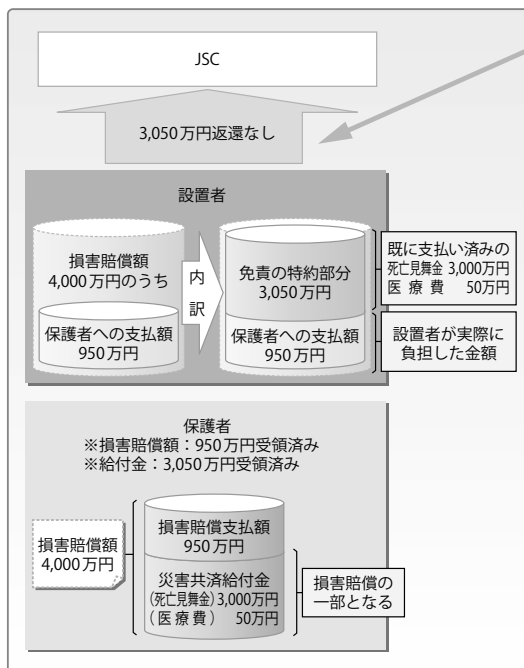 JSC
3,050万円返還なし
設置者
損害賠償額
4,000万円のうち
保護者への支払額
950万円
内
訳
免責の特約部分
3,050万円
保護者への支払額
950万円
既に支払い済みの
死亡見舞金 3,000万円
医療費 50万円
設置者が実際に
負担した金額
保護者
※損害賠償額：950万円受領済み
※給付金：3,050万円受領済み
損害賠償額
4,000万円
損害賠償支払額
950万円
災害共済給付金
(死亡見舞金)3,000万円
(医療費) 50万円
損害賠償の
一部となる